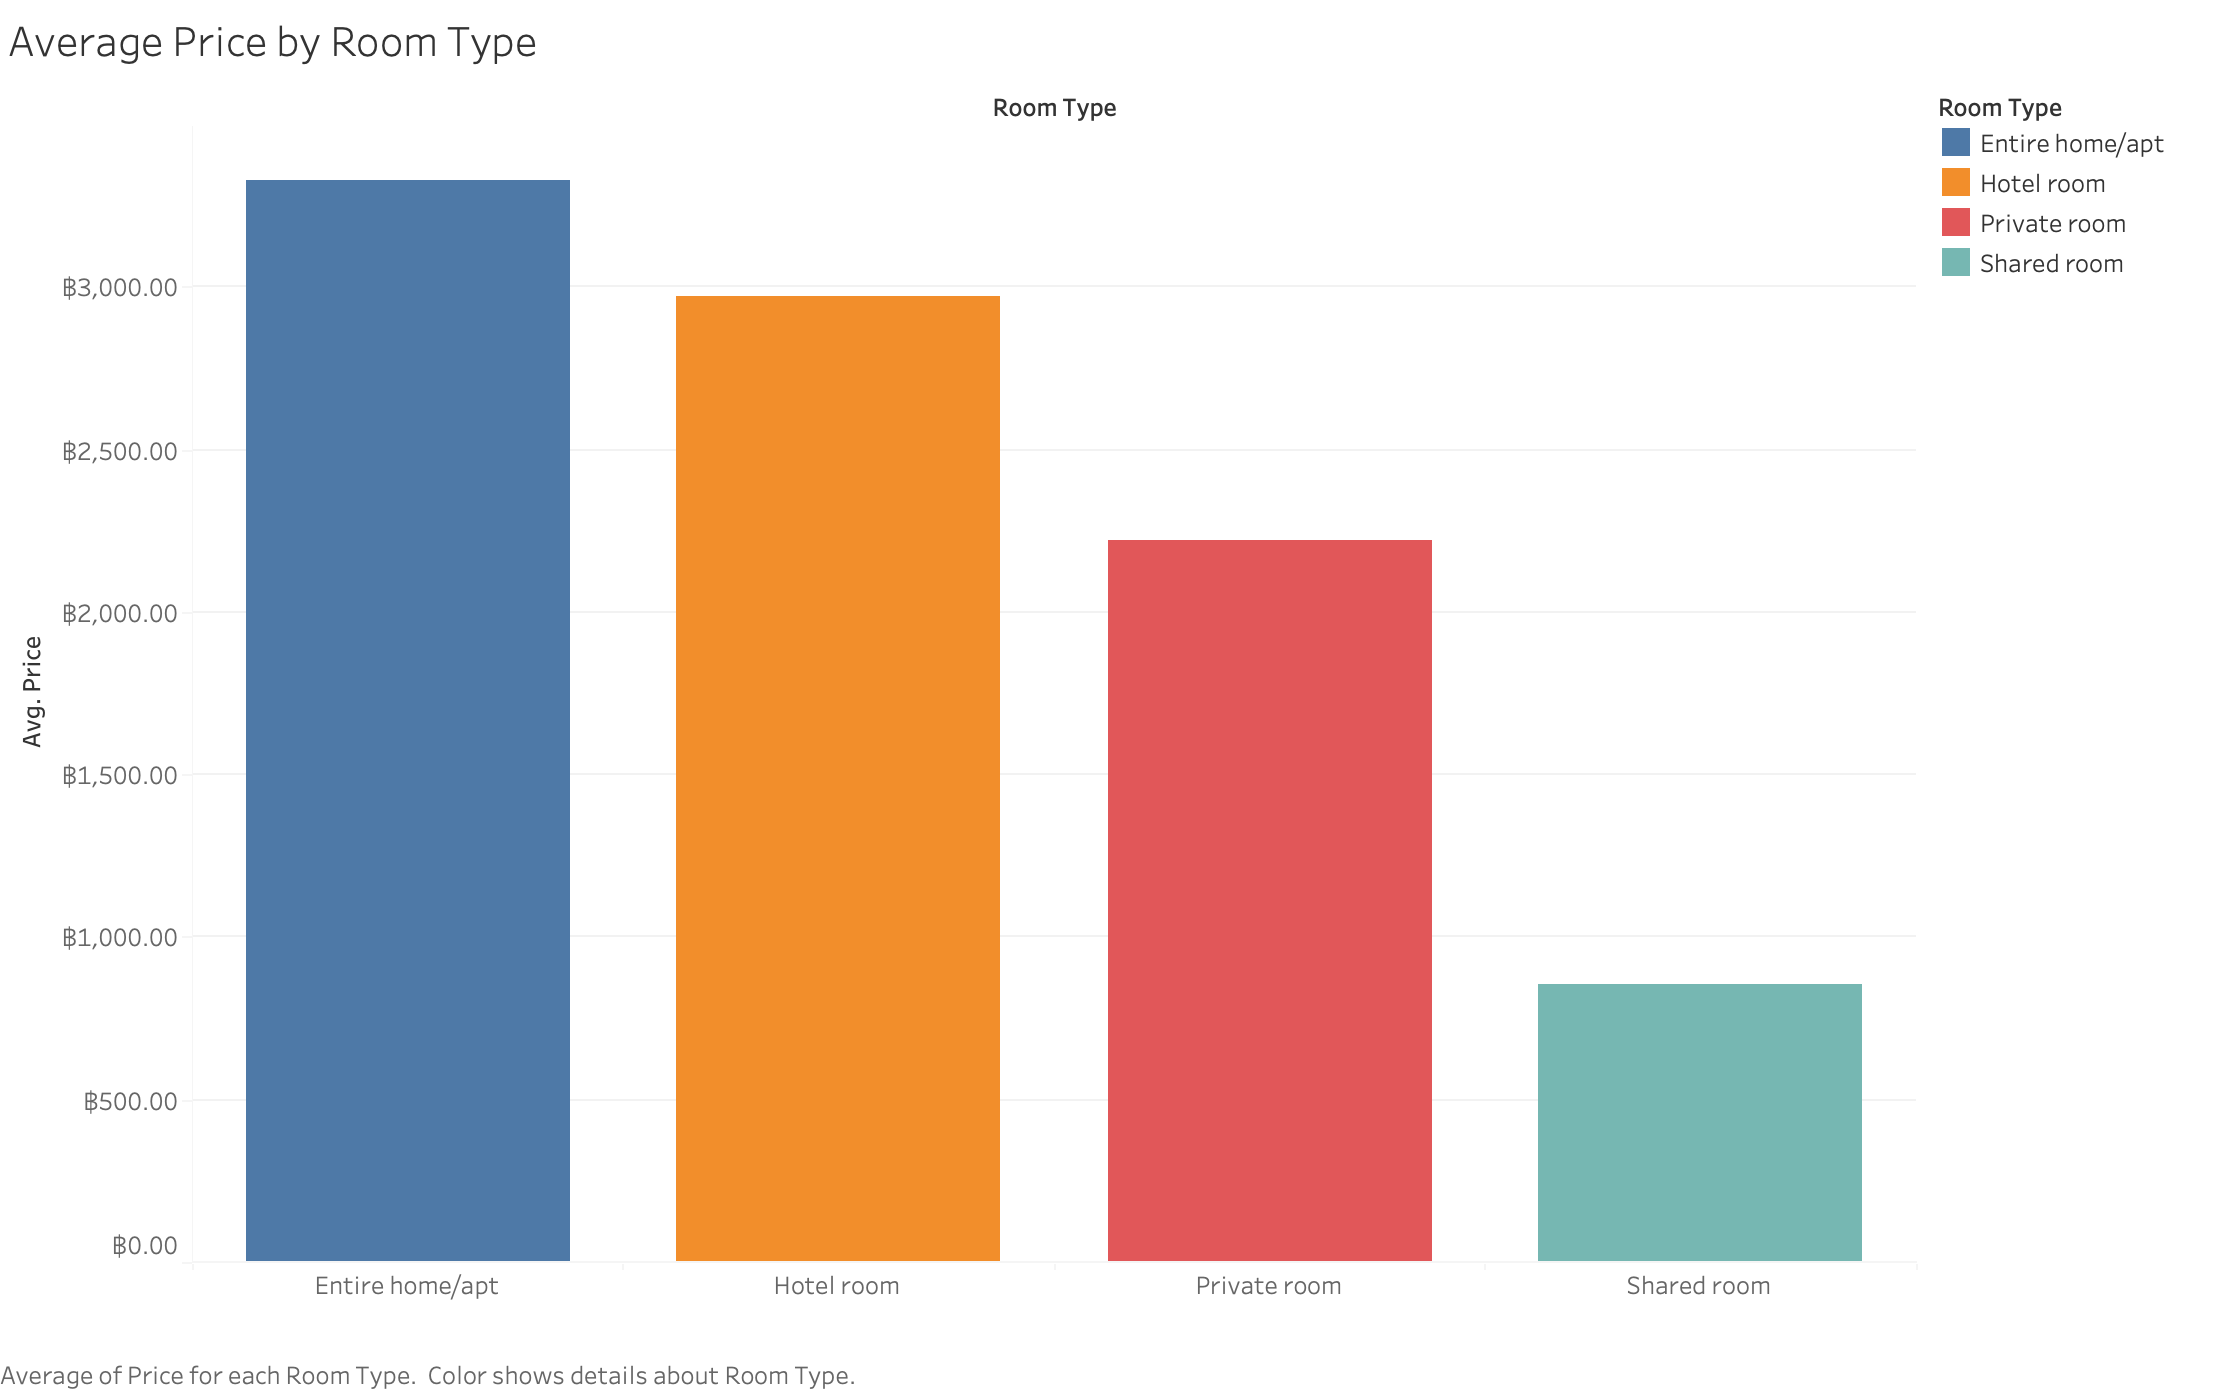 Average Price by Room Type
Room Type
Room Type
Entire home/apt
Hotel room
Private room
Shared room
Avg. Price
฿3,000.00
฿2,500.00
฿2,000.00
฿1,500.00
฿1,000.00
฿500.00
฿0.00
Entire home/apt
Hotel room
Private room
Shared room
Average of Price for each Room Type.  Color shows details about Room Type.